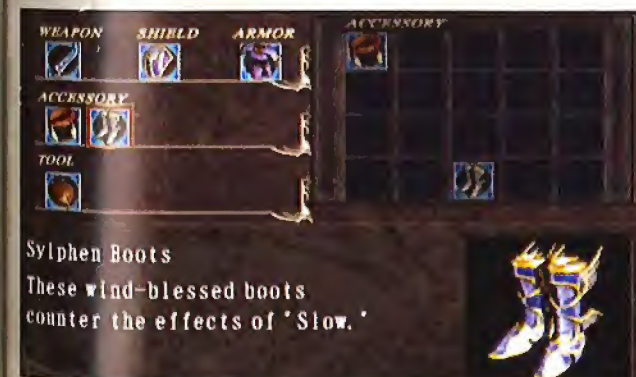 WEAPON SHIELD ARMOR
ACCESSORY
TOOL
ACCESSORY
Sylphen Boots
These wind-blessed boots
counter the effects of "Slow."